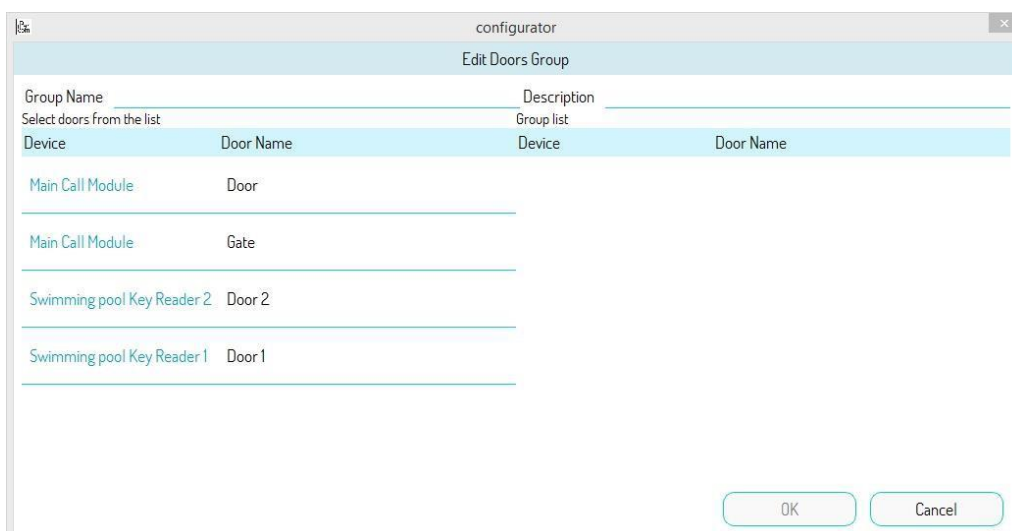 configurator
Edit Doors Group
Group Name Description
Select doors from the list Group list
Device Door Name Device Door Name
Main Call Module Door
Main Call Module Gate
Swimming pool Key Reader 2 Door 2
Swimming pool Key Reader 1 Door 1
OK Cancel